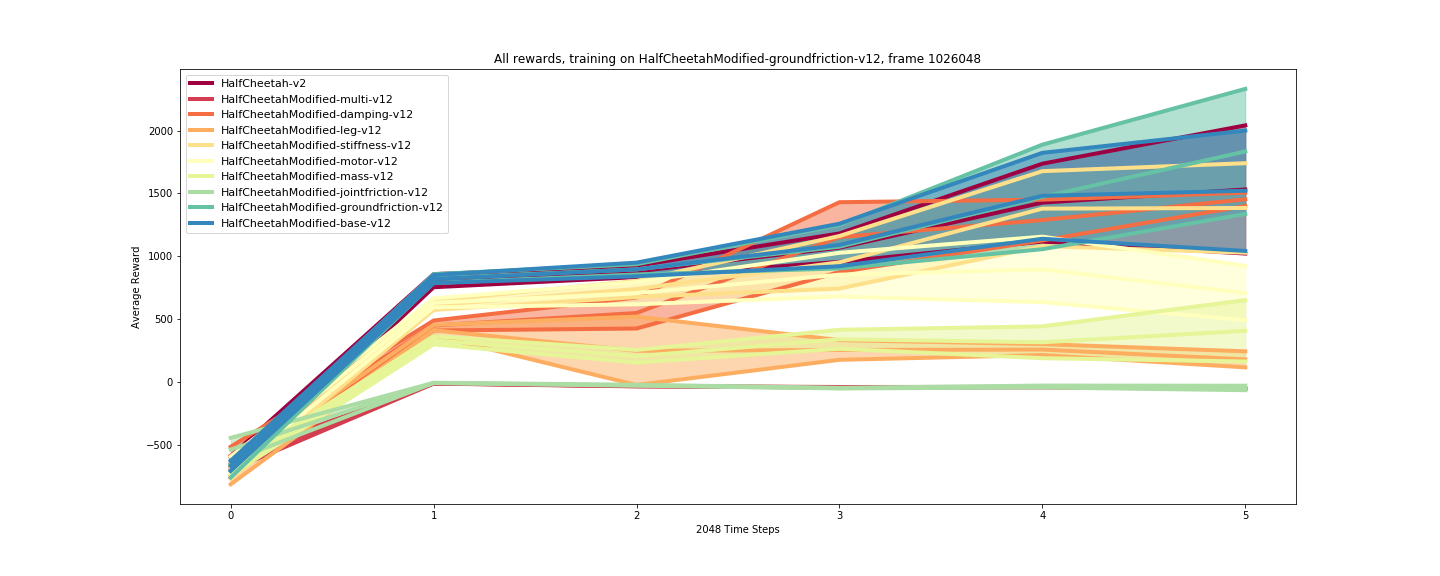 All rewards, training on HalfCheetahModified-groundfriction-v12, frame 1026048
HalfCheetah-v2
HalfCheetahModified-multi-v12
HalfCheetahModified-damping-v12
HalfCheetahModified-leg-v12
HalfCheetahModified-stiffness-v12
HalfCheetahModified-motor-v12
HalfCheetahModified-mass-v12
HalfCheetahModified-jointfriction-v12
HalfCheetahModified-groundfriction-v12
HalfCheetahModified-base-v12
Average Reward
2000
1500
1000
500
0
−500
0 1 2 3 4 5
2048 Time Steps